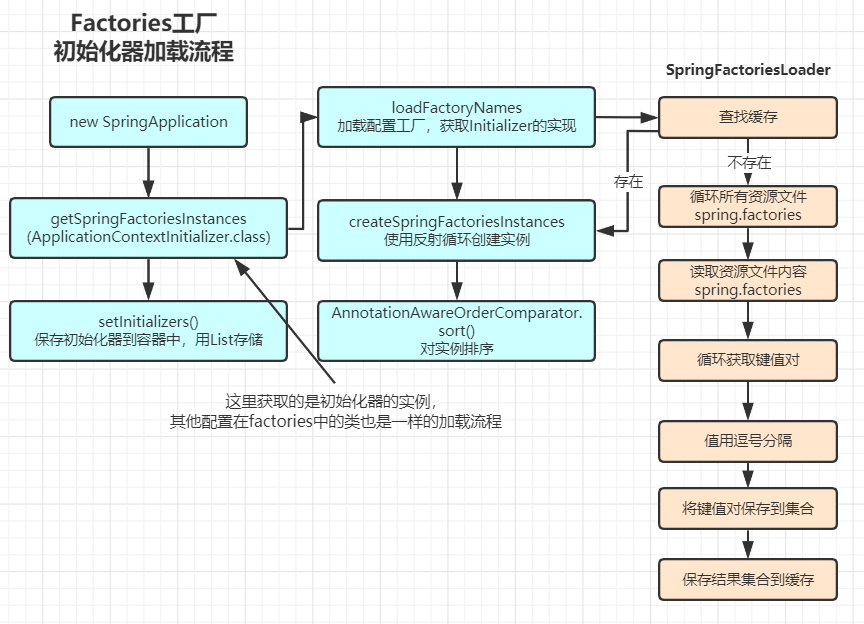 Factories工厂
初始化器加载流程
new SpringApplication
getSpringFactoriesInstances
(ApplicationContextInitializer.class)
setInitializers()
保存初始化器到容器中，用List存储
loadFactoryNames
加载配置工厂，获取Initializer的实现
createSpringFactoriesInstances
使用反射循环创建实例
AnnotationAwareOrderComparator.
sort()
对实例排序
这里获取的是初始化器的实例，
其他配置在factories中的类也是一样的加载流程
SpringFactoriesLoader
查找缓存
不存在
存在
循环所有资源文件
spring.factories
读取资源文件内容
spring.factories
循环获取键值对
值用逗号分隔
将键值对保存到集合
保存结果集合到缓存